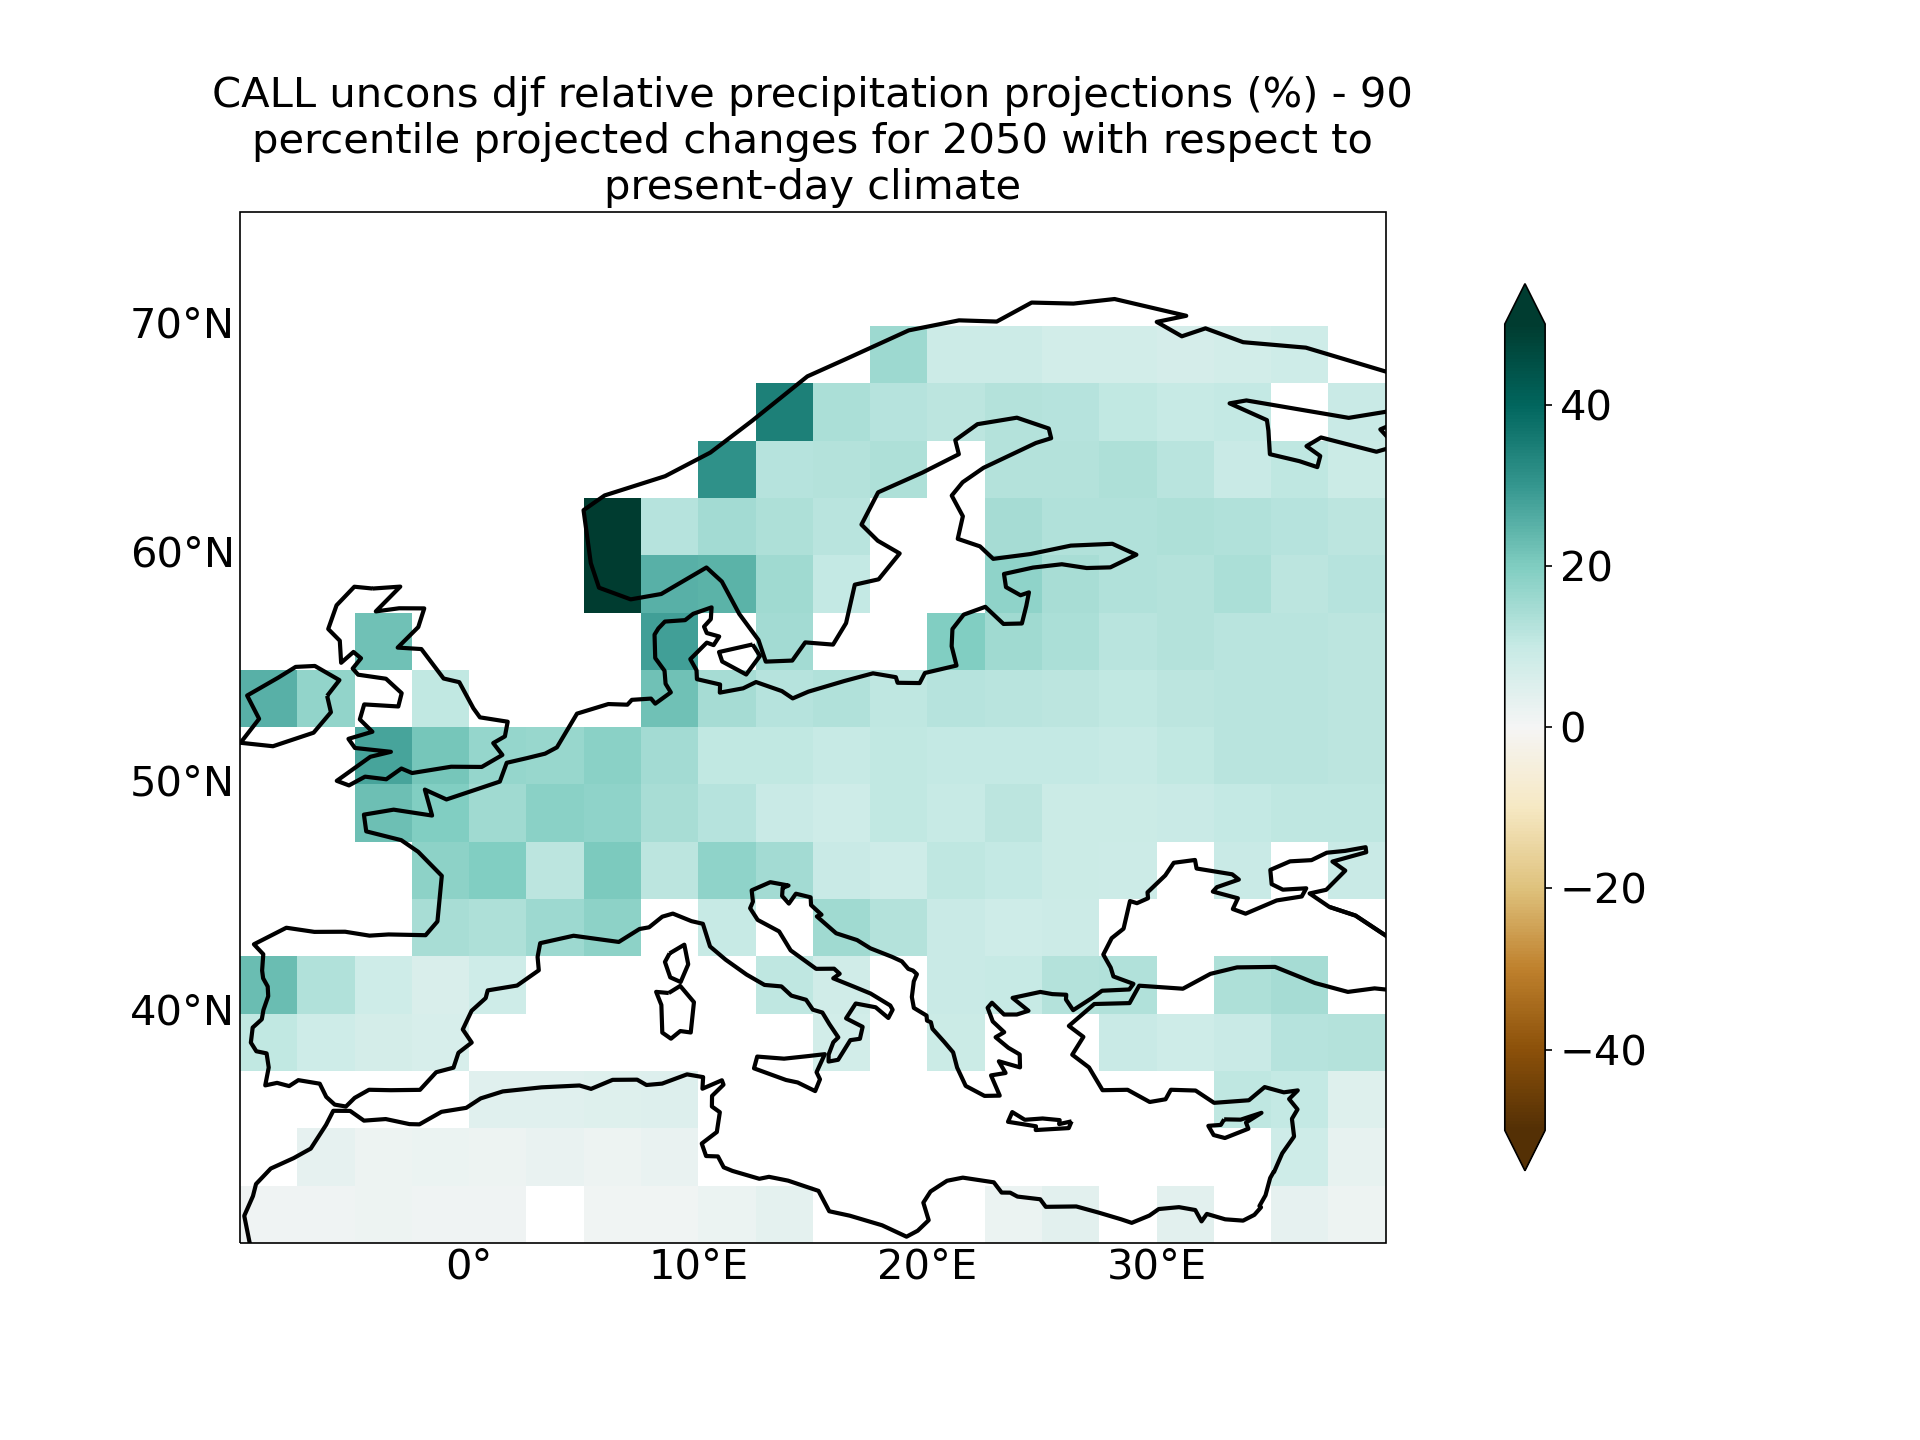 CALL uncons djf relative precipitation projections (%) - 90
percentile projected changes for 2050 with respect to
present-day climate
70°N
60°N
50°N
40°N
0°
10°E
20°E
30°E
40
20
0
−20
−40